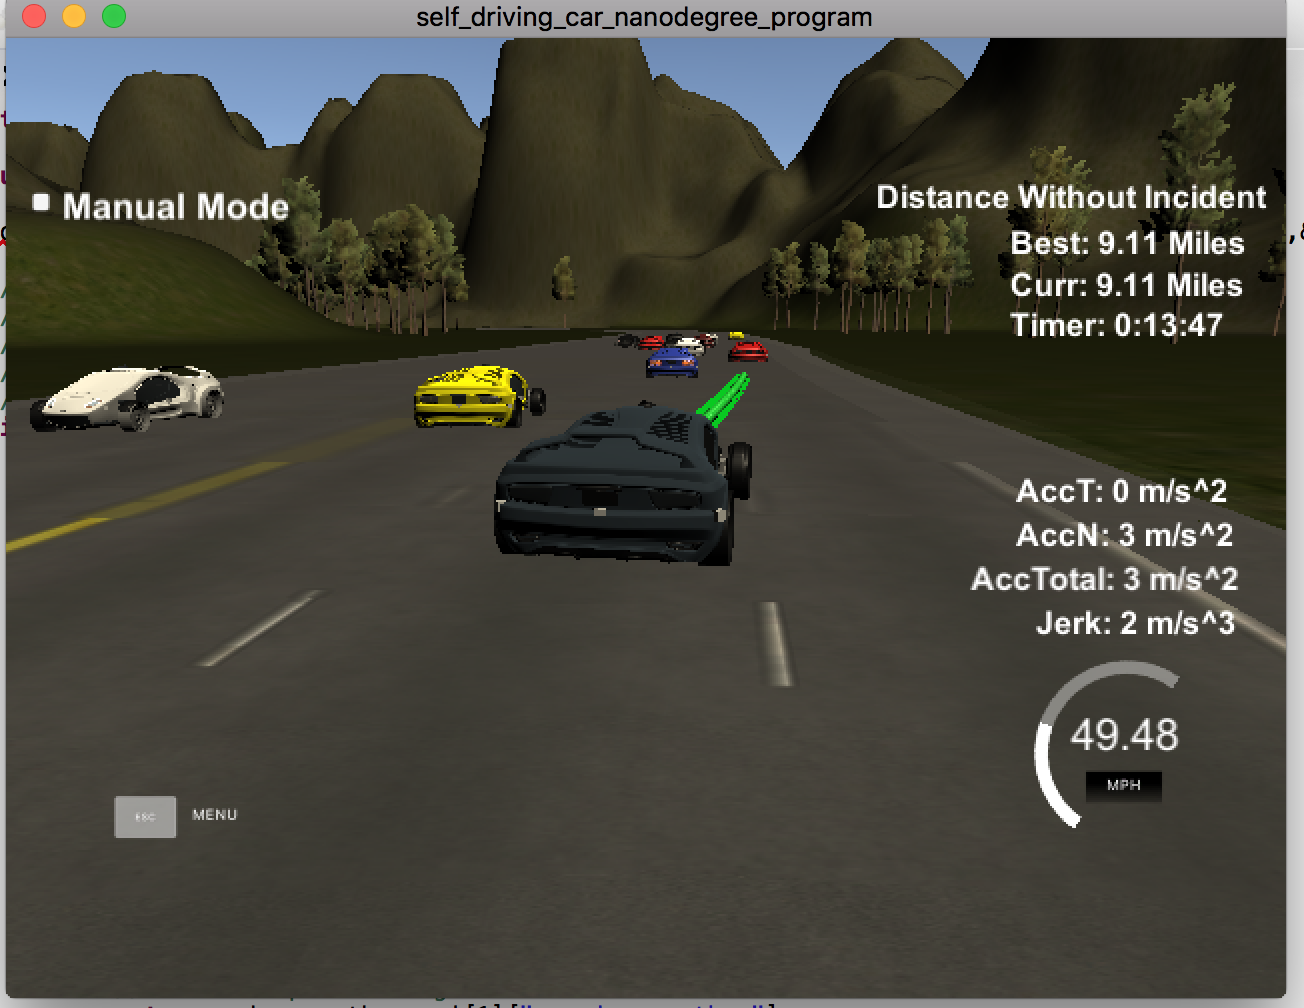 self_driving_car_nanodegree_program
Manual Mode
Distance Without Incident
Best: 9.11 Miles
Curr: 9.11 Miles
Timer: 0:13:47
AccT: 0 m/s^2
AccN: 3 m/s^2
AccTotal: 3 m/s^2
Jerk: 2 m/s^3
49.48
MPH
ESC
MENU